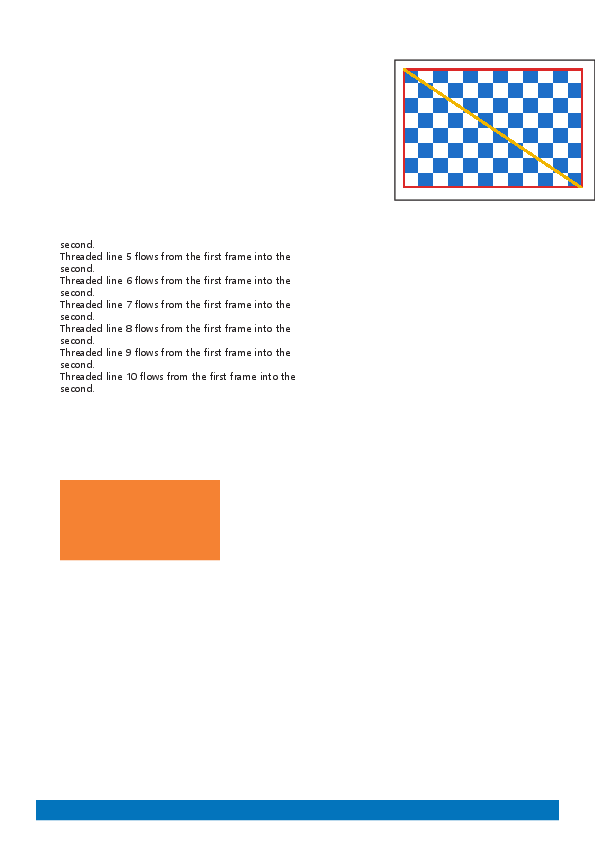 second.
Threaded line 5 flows from the first frame into the
second.
Threaded line 6 flows from the first frame into the
second.
Threaded line 7 flows from the first frame into the
second.
Threaded line 8 flows from the first frame into the
second.
Threaded line 9 flows from the first frame into the
second.
Threaded line 10 flows from the first frame into the
second.